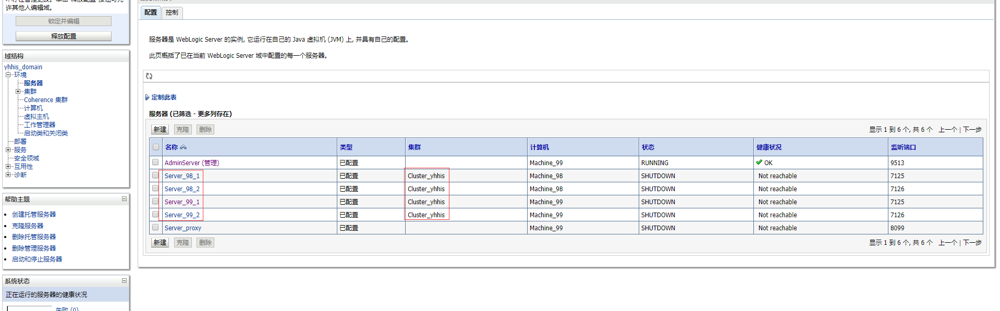 许其他人编辑域。
锁定并编辑
释放配置
域结构
yhhis_domain
环境
服务器
集群
Coherence 集群
计算机
虚拟主机
工作管理器
启动类和关闭类
部署
服务
安全领域
互用性
诊断
帮助主题
创建托管服务器
克隆服务器
删除托管服务器
删除管理服务器
启动和停止服务器
系统状态
正在运行的服务器的健康状况
失败 (0)
配置 控制
服务器是 WebLogic Server 的实例, 它运行在自己的 Java 虚拟机 (JVM) 上, 并具有自己的配置。
此页概括了已在当前 WebLogic Server 域中配置的每一个服务器。
定制此表
服务器 (已筛选 - 更多列存在)
新建 克隆 删除 显示 1 到 6 个, 共 6 个 上一个 | 下一步
名称 类型 集群 计算机 状态 健康状况 监听端口
AdminServer (管理) 已配置 Machine_99 RUNNING OK 9513
Server_98_1 已配置 Cluster_yhhis Machine_98 SHUTDOWN Not reachable 7125
Server_98_2 已配置 Cluster_yhhis Machine_98 SHUTDOWN Not reachable 7126
Server_99_1 已配置 Cluster_yhhis Machine_99 SHUTDOWN Not reachable 7125
Server_99_2 已配置 Cluster_yhhis Machine_99 SHUTDOWN Not reachable 7126
Server_proxy 已配置 Machine_99 SHUTDOWN Not reachable 8099
新建 克隆 删除 显示 1 到 6 个, 共 6 个 上一个 | 下一步